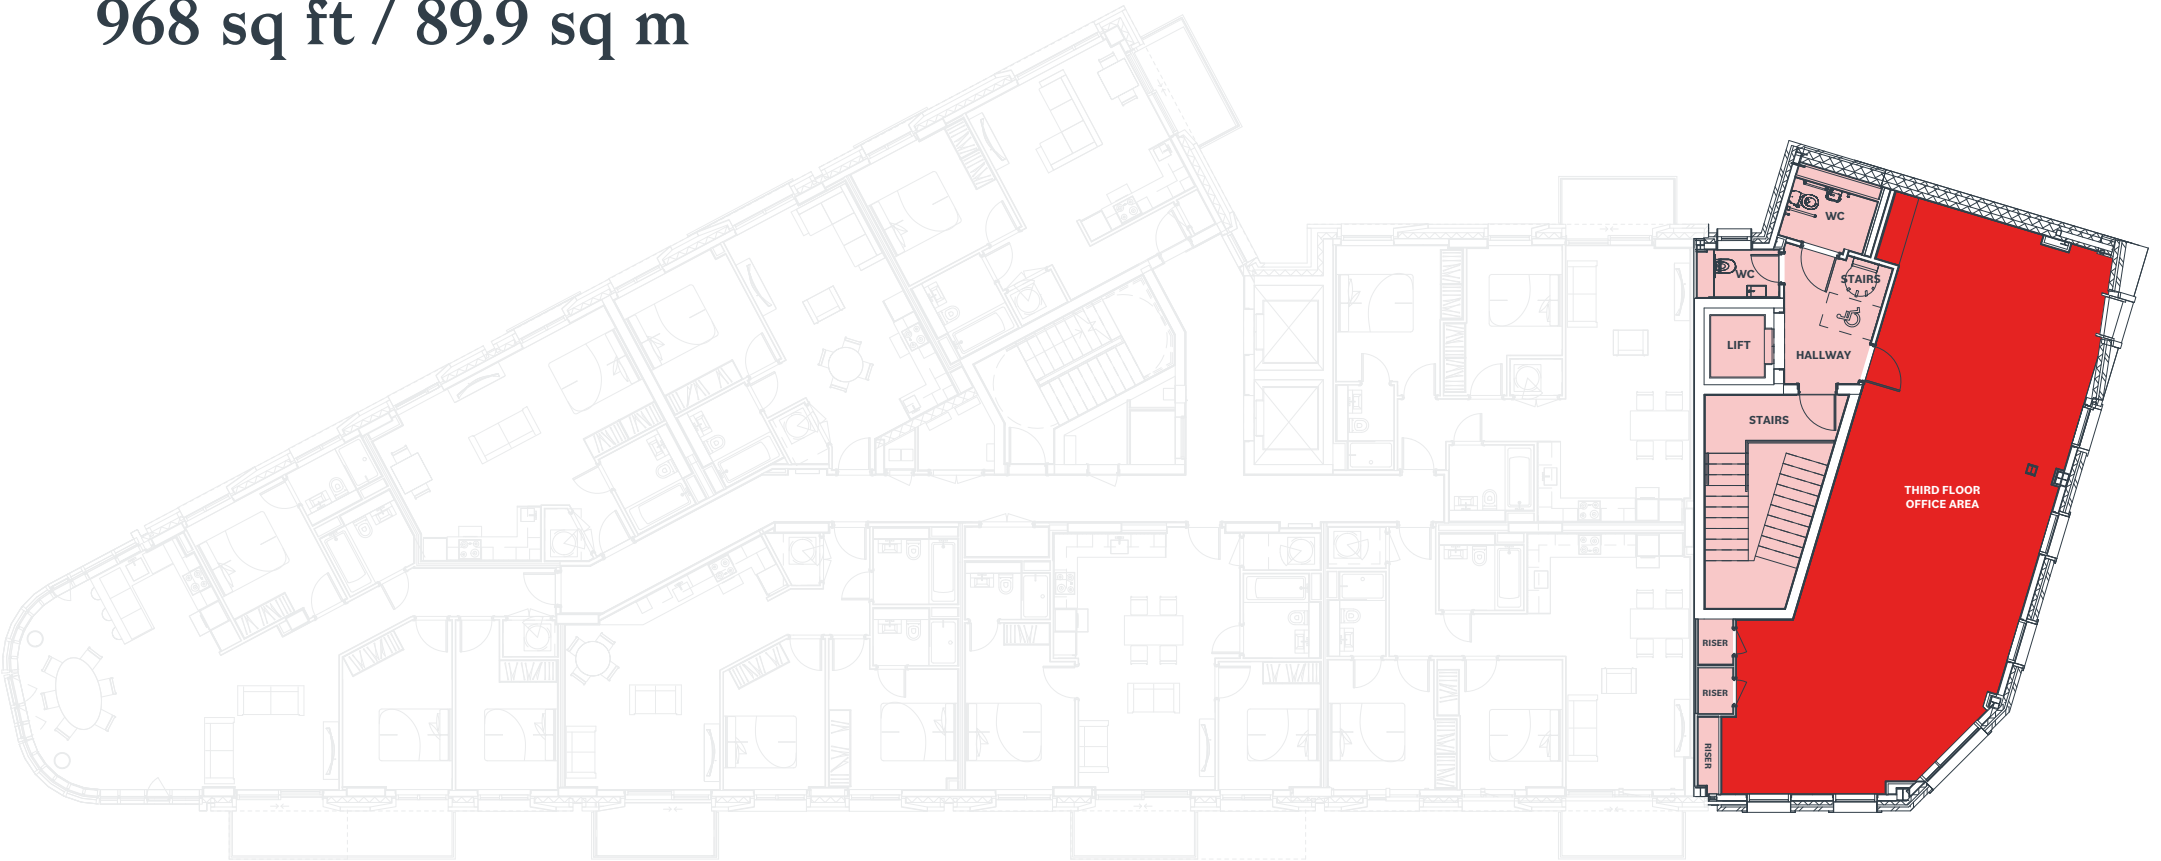 968 sq ft / 89.9 sq m
WC
WC
STAIRS
LIFT
HALLWAY
STAIRS
THIRD FLOOR
OFFICE AREA
RISER
RISER
RISER